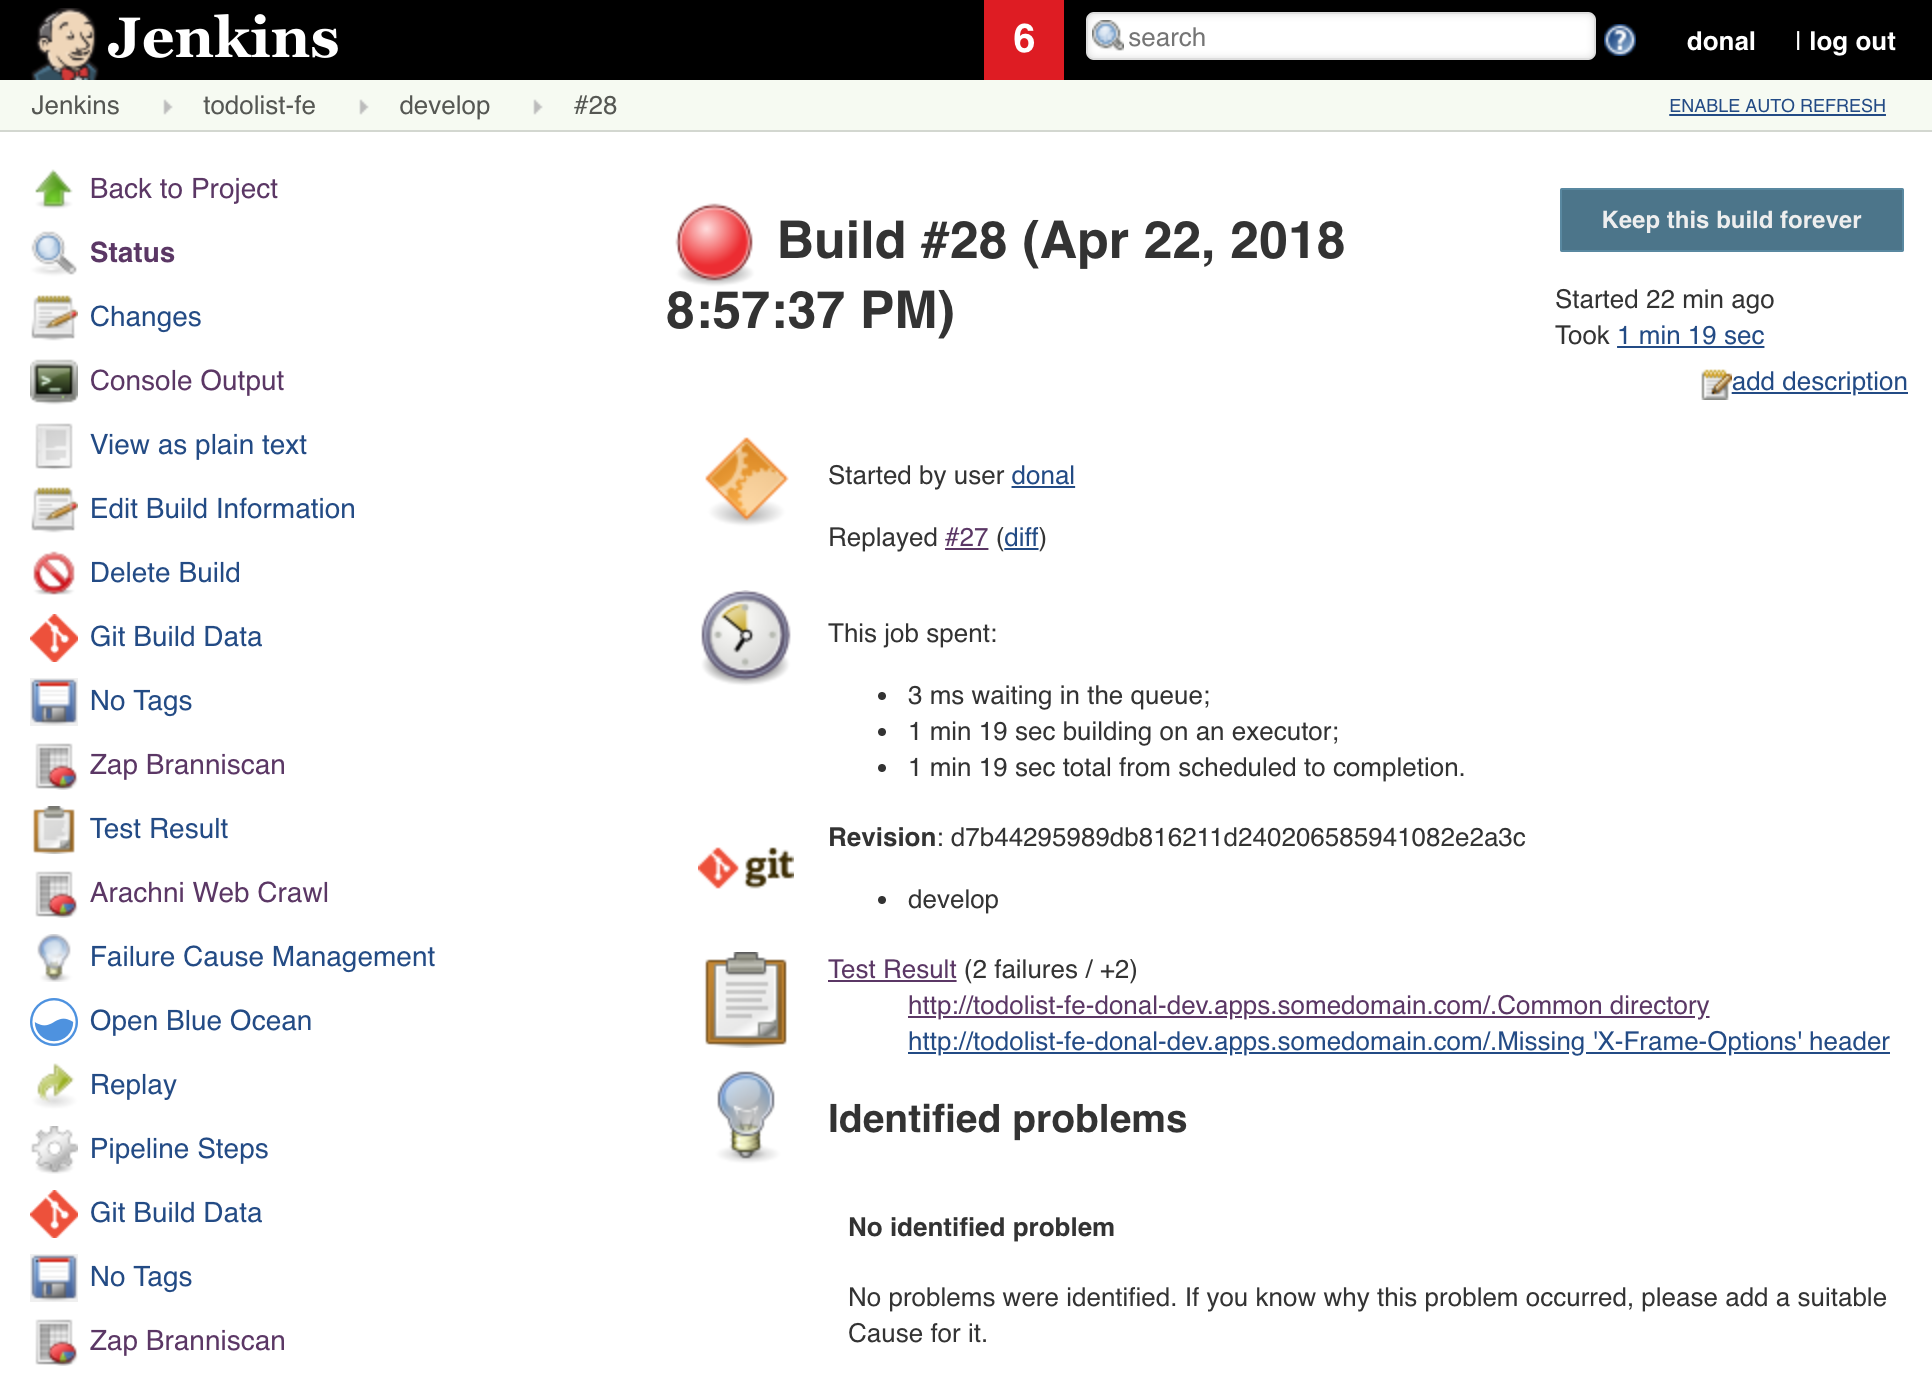 Jenkins
6
search
donal
| log out
Jenkins
todolist-fe
develop
#28
ENABLE AUTO REFRESH
Back to Project
Status
Changes
Console Output
View as plain text
Edit Build Information
Delete Build
Git Build Data
No Tags
Zap Branniscan
Test Result
Arachni Web Crawl
Failure Cause Management
Open Blue Ocean
Replay
Pipeline Steps
Git Build Data
No Tags
Zap Branniscan
Build #28 (Apr 22, 2018
8:57:37 PM)
Keep this build forever
Started 22 min ago
Took 1 min 19 sec
add description
Started by user donal
Replayed #27 (diff)
This job spent:
• 3 ms waiting in the queue;
• 1 min 19 sec building on an executor;
• 1 min 19 sec total from scheduled to completion.
git
Revision: d7b44295989db816211d240206585941082e2a3c
• develop
Test Result (2 failures / +2)
http://todolist-fe-donal-dev.apps.somedomain.com/.Common directory
http://todolist-fe-donal-dev.apps.somedomain.com/.Missing 'X-Frame-Options' header
Identified problems
No identified problem
No problems were identified. If you know why this problem occurred, please add a suitable
Cause for it.